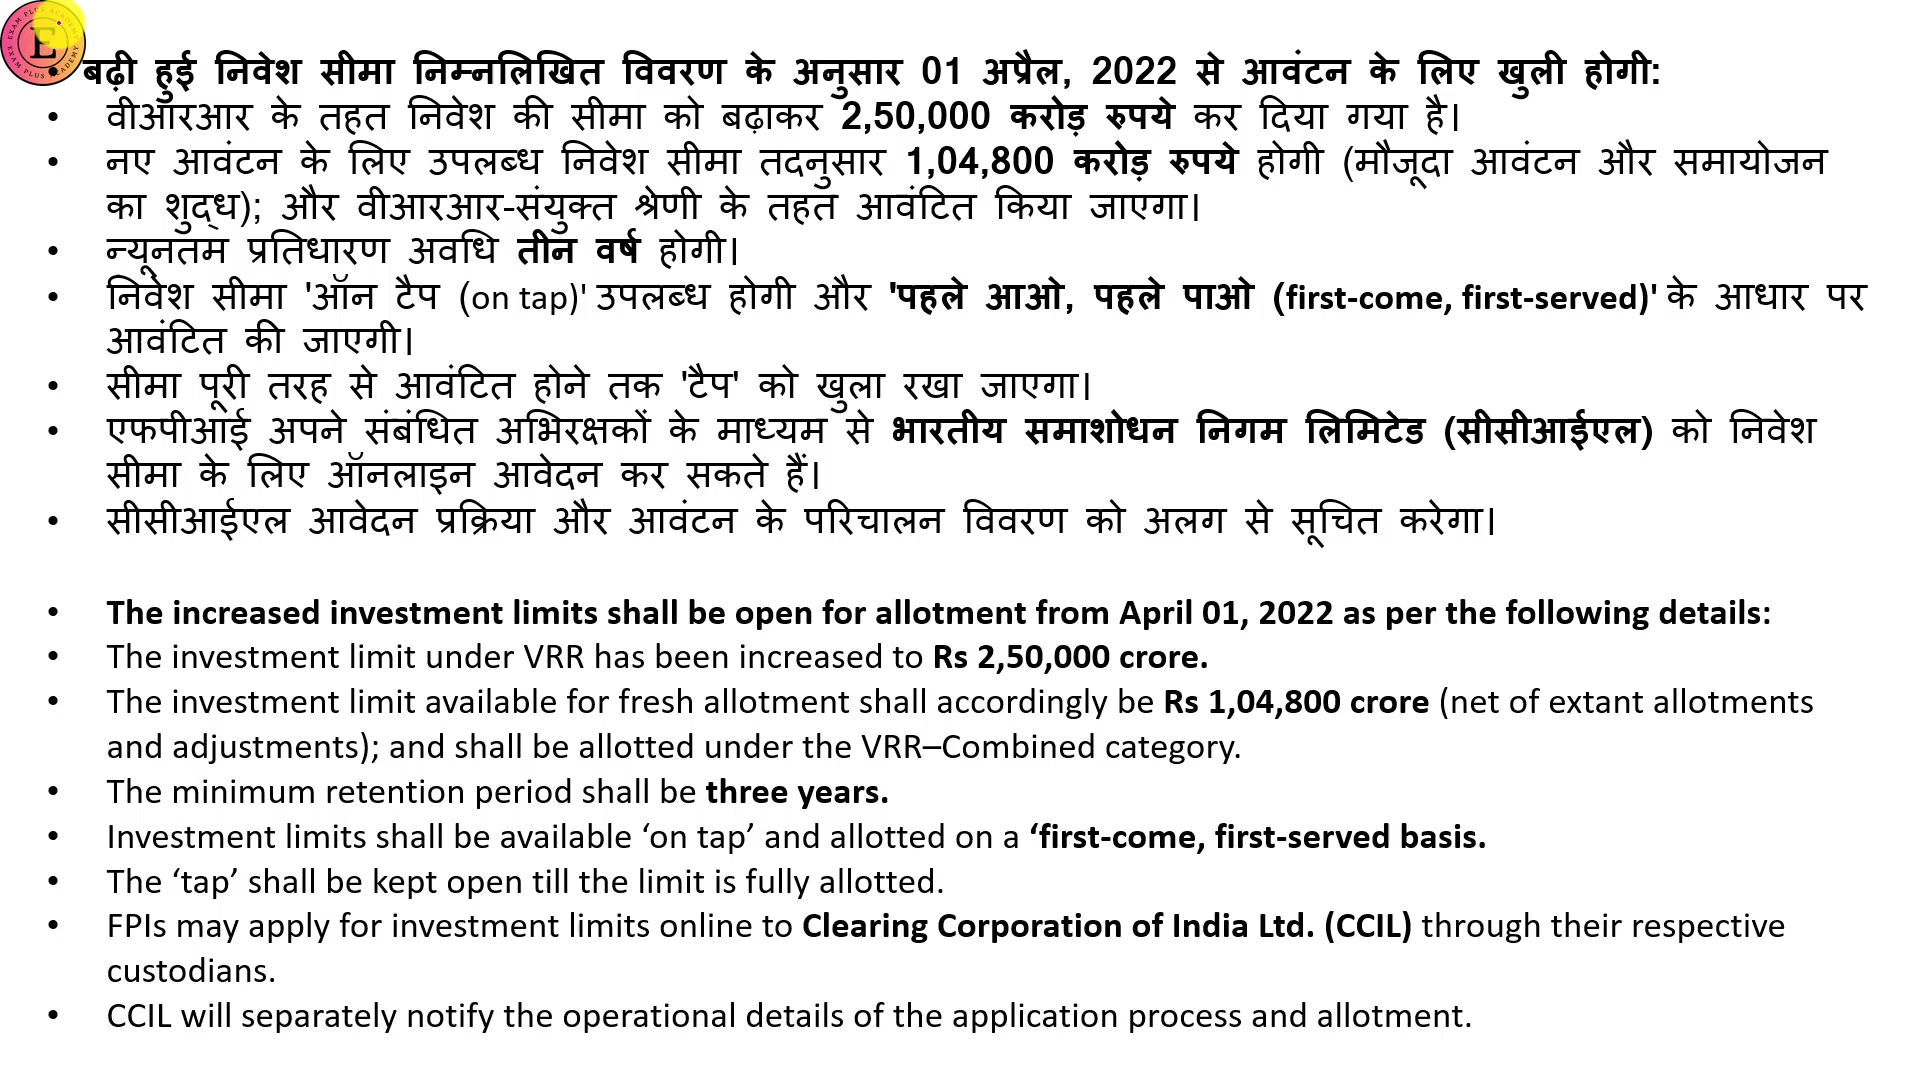 • बढ़ी हुई निवेश सीमा निम्नलिखित विवरण के अनुसार 01 अप्रैल, 2022 से आवंटन के लिए खुली होगी:
• वीआरआर के तहत निवेश की सीमा को बढ़ाकर 2,50,000 करोड़ रुपये कर दिया गया है।
• नए आवंटन के लिए उपलब्ध निवेश सीमा तदनुसार 1,04,800 करोड़ रुपये होगी (मौजूदा आवंटन और समायोजन
का शुद्ध); और वीआरआर-संयुक्त श्रेणी के तहत आवंटित किया जाएगा।
• न्यूनतम प्रतिधारण अवधि तीन वर्ष होगी।
• निवेश सीमा 'ऑन टैप (on tap)' उपलब्ध होगी और 'पहले आओ, पहले पाओ (first-come, first-served)' के आधार पर
आवंटित की जाएगी।
• सीमा पूरी तरह से आवंटित होने तक 'टैप' को खुला रखा जाएगा।
• एफपीआई अपने संबंधित अभिरक्षकों के माध्यम से भारतीय समाशोधन निगम लिमिटेड (सीसीआईएल) को निवेश
सीमा के लिए ऑनलाइन आवेदन कर सकते हैं।
• सीसीआईएल आवेदन प्रक्रिया और आवंटन के परिचालन विवरण को अलग से सूचित करेगा।
• The increased investment limits shall be open for allotment from April 01, 2022 as per the following details:
• The investment limit under VRR has been increased to Rs 2,50,000 crore.
• The investment limit available for fresh allotment shall accordingly be Rs 1,04,800 crore (net of extant allotments
and adjustments); and shall be allotted under the VRR–Combined category.
• The minimum retention period shall be three years.
• Investment limits shall be available ‘on tap’ and allotted on a ‘first-come, first-served basis.
• The ‘tap’ shall be kept open till the limit is fully allotted.
• FPIs may apply for investment limits online to Clearing Corporation of India Ltd. (CCIL) through their respective
custodians.
• CCIL will separately notify the operational details of the application process and allotment.